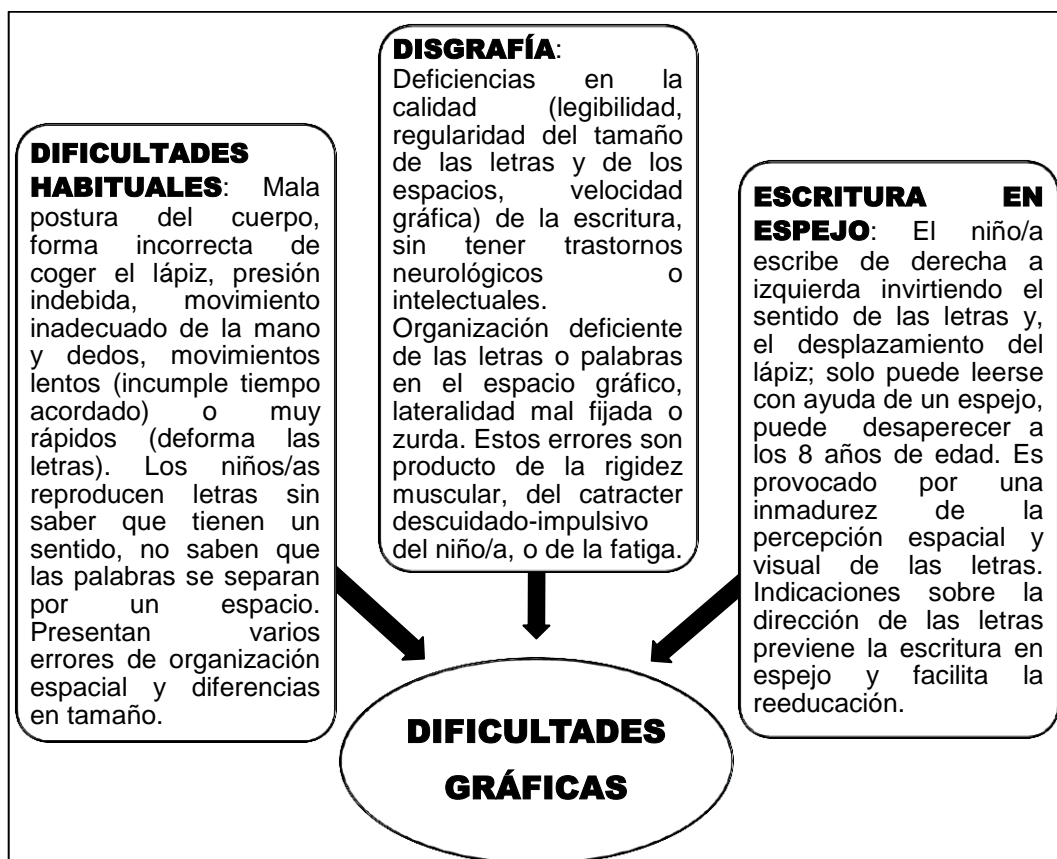 DIFICULTADES
HABITUALES: Mala
postura del cuerpo,
forma incorrecta de
coger el lápiz, presión
indebida, movimiento
inadecuado de la mano
y dedos, movimientos
lentos (incumple tiempo
acordado) o muy
rápidos (deforma las
letras). Los niños/as
reproducen letras sin
saber que tienen un
sentido, no saben que
las palabras se separan
por un espacio.
Presentan varios
errores de organización
espacial y diferencias
en tamaño.
DISGRAFÍA:
Deficiencias en la
calidad (legibilidad,
regularidad del tamaño
de las letras y de los
espacios, velocidad
gráfica) de la escritura,
sin tener trastornos
neurológicos o
intelectuales.
Organización deficiente
de las letras o palabras
en el espacio gráfico,
lateralidad mal fijada o
zurda. Estos errores son
producto de la rigidez
muscular, del catracter
descuidado-impulsivo
del niño/a, o de la fatiga.
ESCRITURA EN
ESPEJO: El niño/a
escribe de derecha a
izquierda invirtiendo el
sentido de las letras y,
el desplazamiento del
lápiz; solo puede leerse
con ayuda de un espejo,
puede desaperecer a
los 8 años de edad. Es
provocado por una
inmadurez de la
percepción espacial y
visual de las letras.
Indicaciones sobre la
dirección de las letras
previene la escritura en
espejo y facilita la
reeducación.
DIFICULTADES
GRÁFICAS